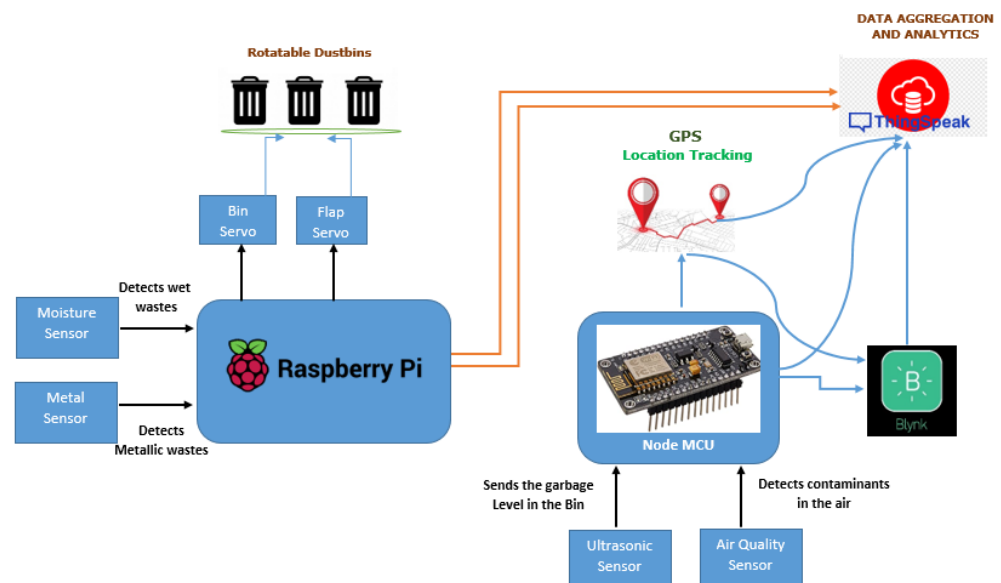 DATA AGGREGATION
AND ANALYTICS
Rotatable Dustbins
ThingSpeak
GPS
Location Tracking
Bin
Servo
Flap
Servo
Detects wet
wastes
Moisture
Sensor
Raspberry Pi
Metal
Sensor
Detects
Metallic wastes
B
Blynk
Node MCU
Sends the garbage
Level in the Bin
Detects contaminants
in the air
Ultrasonic
Sensor
Air Quality
Sensor